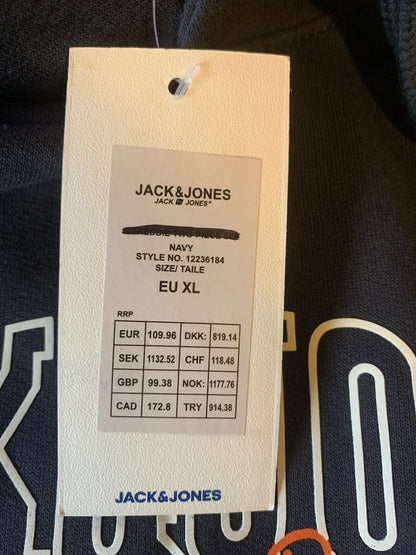 JACK&JONES
JACK & JONES®
TWO PIECE
NAVY
STYLE NO. 12236184
SIZE/ TAILE
EU XL
RRP
EUR 109.96 DKK: 819.14
SEK 1132.52 CHF 118.48
GBP 99.38 NOK: 1177.76
CAD 172.8 TRY 914.38
JACK&JONES